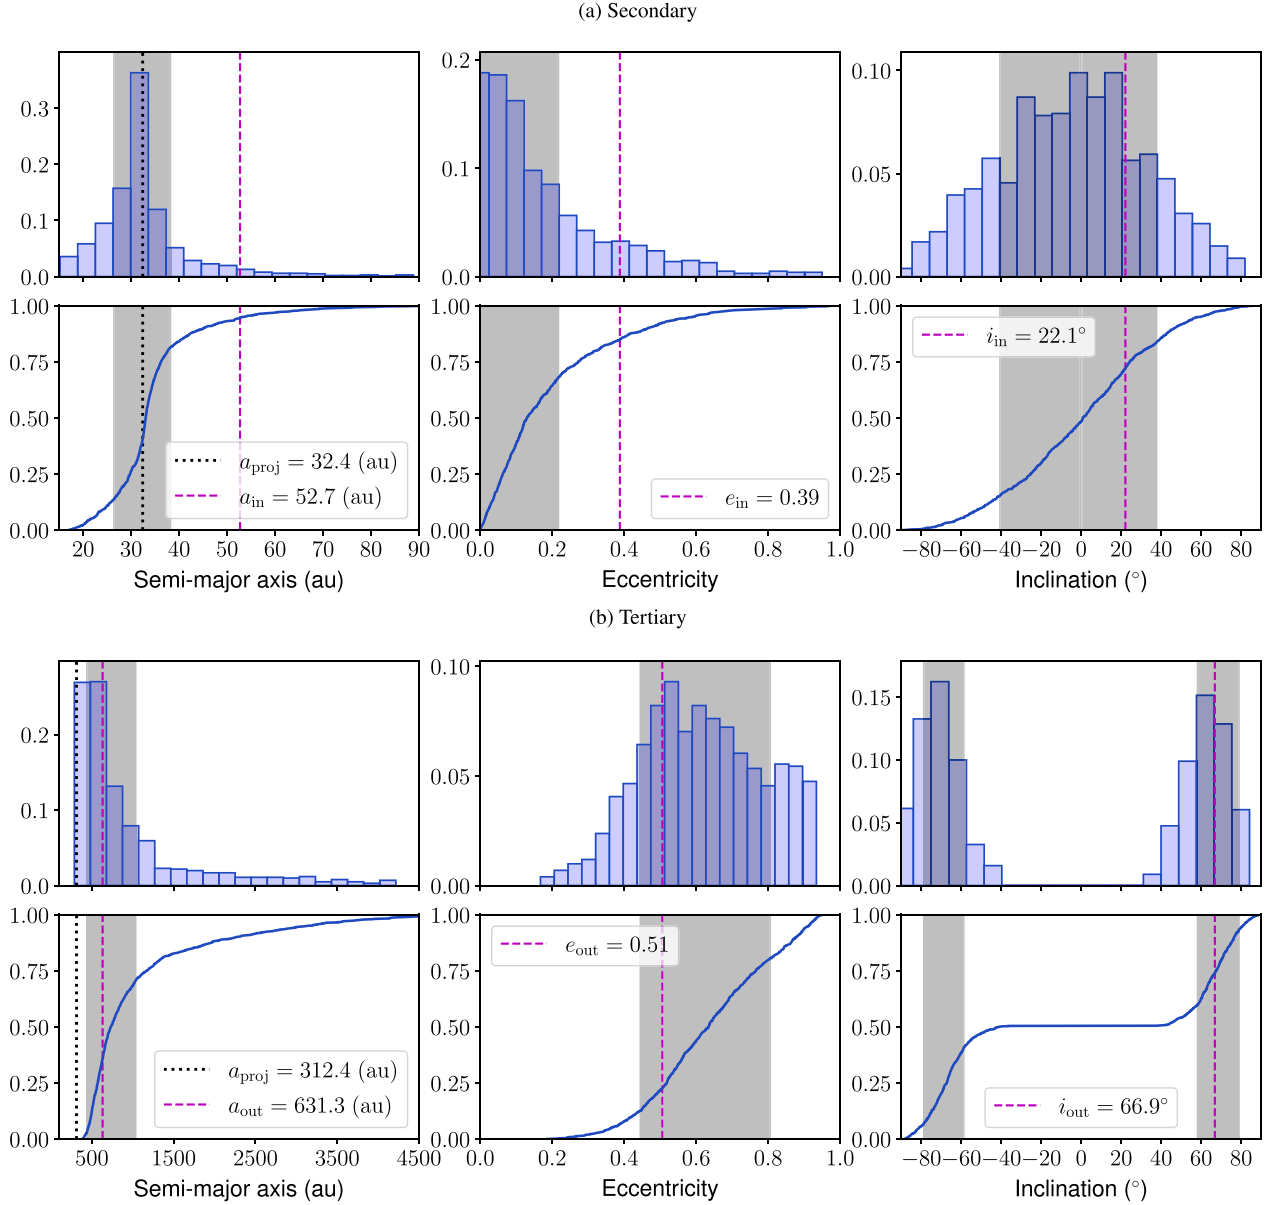 (a) Secondary
0.3
0.2
0.1
0.0
0.2
0.1
0.0
0.10
0.05
0.00
1.00
0.75
0.50
0.25
0.00
a_proj = 32.4 (au)
a_in = 52.7 (au)
e_in = 0.39
1.00
0.75
0.50
0.25
0.00
i_in = 22.1°
1.00
0.75
0.50
0.25
0.00
20 30 40 50 60 70 80 90
0.0 0.2 0.4 0.6 0.8 1.0
−80 −60 −40 −20 0 20 40 60 80
Semi-major axis (au)
Eccentricity
Inclination (°)
(b) Tertiary
0.2
0.1
0.0
0.10
0.05
0.00
0.15
0.10
0.05
0.00
1.00
0.75
0.50
0.25
0.00
a_proj = 312.4 (au)
a_out = 631.3 (au)
1.00
0.75
0.50
0.25
0.00
e_out = 0.51
1.00
0.75
0.50
0.25
0.00
i_out = 66.9°
500 1500 2500 3500 4500
0.0 0.2 0.4 0.6 0.8 1.0
−80 −60 −40 −20 0 20 40 60 80
Semi-major axis (au)
Eccentricity
Inclination (°)